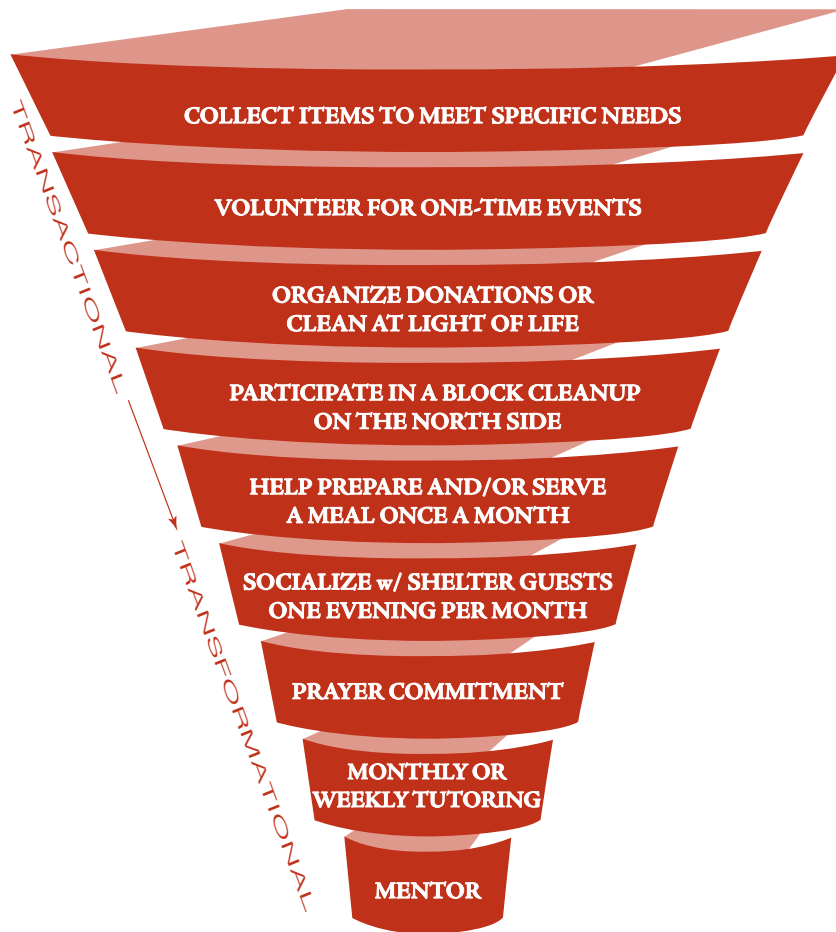 COLLECT ITEMS TO MEET SPECIFIC NEEDS
VOLUNTEER FOR ONE-TIME EVENTS
ORGANIZE DONATIONS OR
CLEAN AT LIGHT OF LIFE
PARTICIPATE IN A BLOCK CLEANUP
ON THE NORTH SIDE
HELP PREPARE AND/OR SERVE
A MEAL ONCE A MONTH
SOCIALIZE w/ SHELTER GUESTS
ONE EVENING PER MONTH
PRAYER COMMITMENT
MONTHLY OR
WEEKLY TUTORING
MENTOR
TRANSACTIONAL
TRANSFORMATIONAL